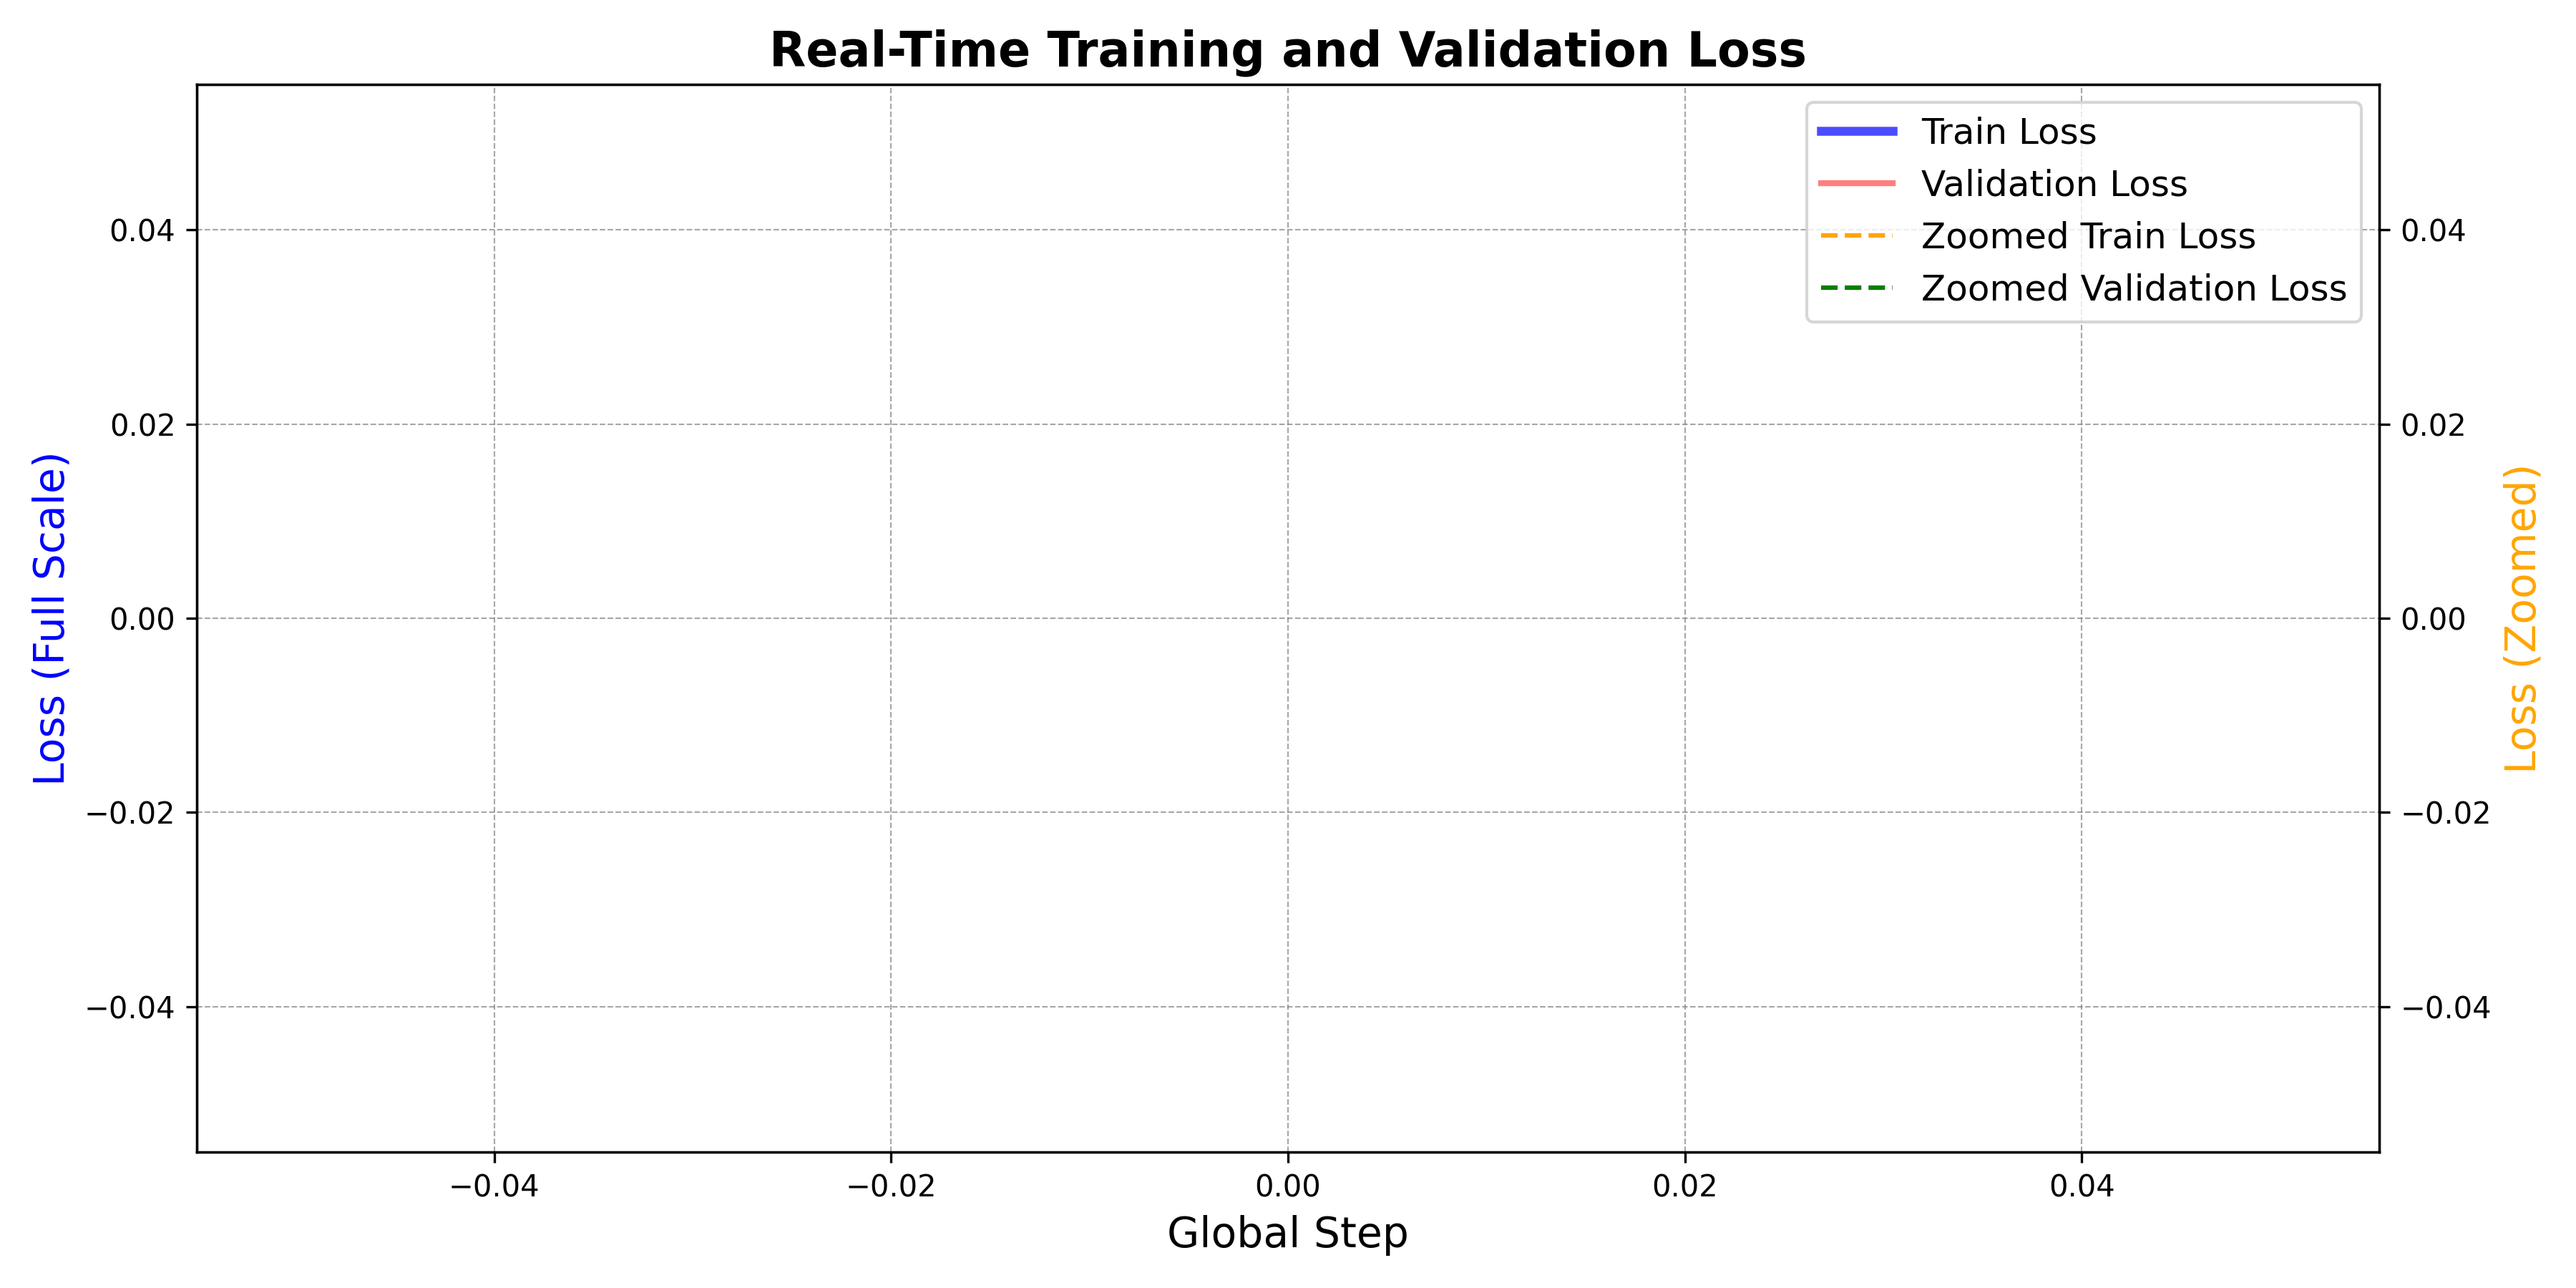 Real-Time Training and Validation Loss
Train Loss
Validation Loss
Zoomed Train Loss
Zoomed Validation Loss
Loss (Full Scale)
0.04
0.02
0.00
−0.02
−0.04
0.04
0.02
0.00
−0.02
−0.04
Loss (Zoomed)
−0.04 −0.02 0.00 0.02 0.04
Global Step